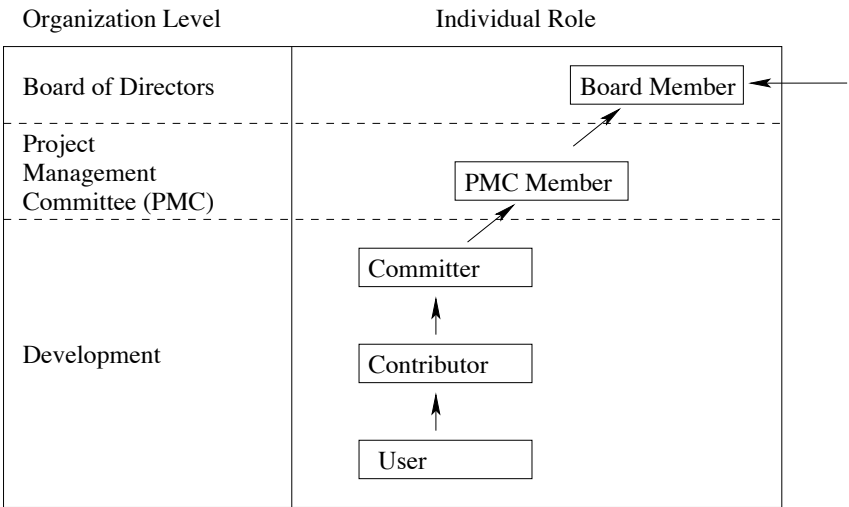 Organization Level
Individual Role
Board of Directors
Board Member
Project
Management
Committee (PMC)
PMC Member
Committer
Development
Contributor
User